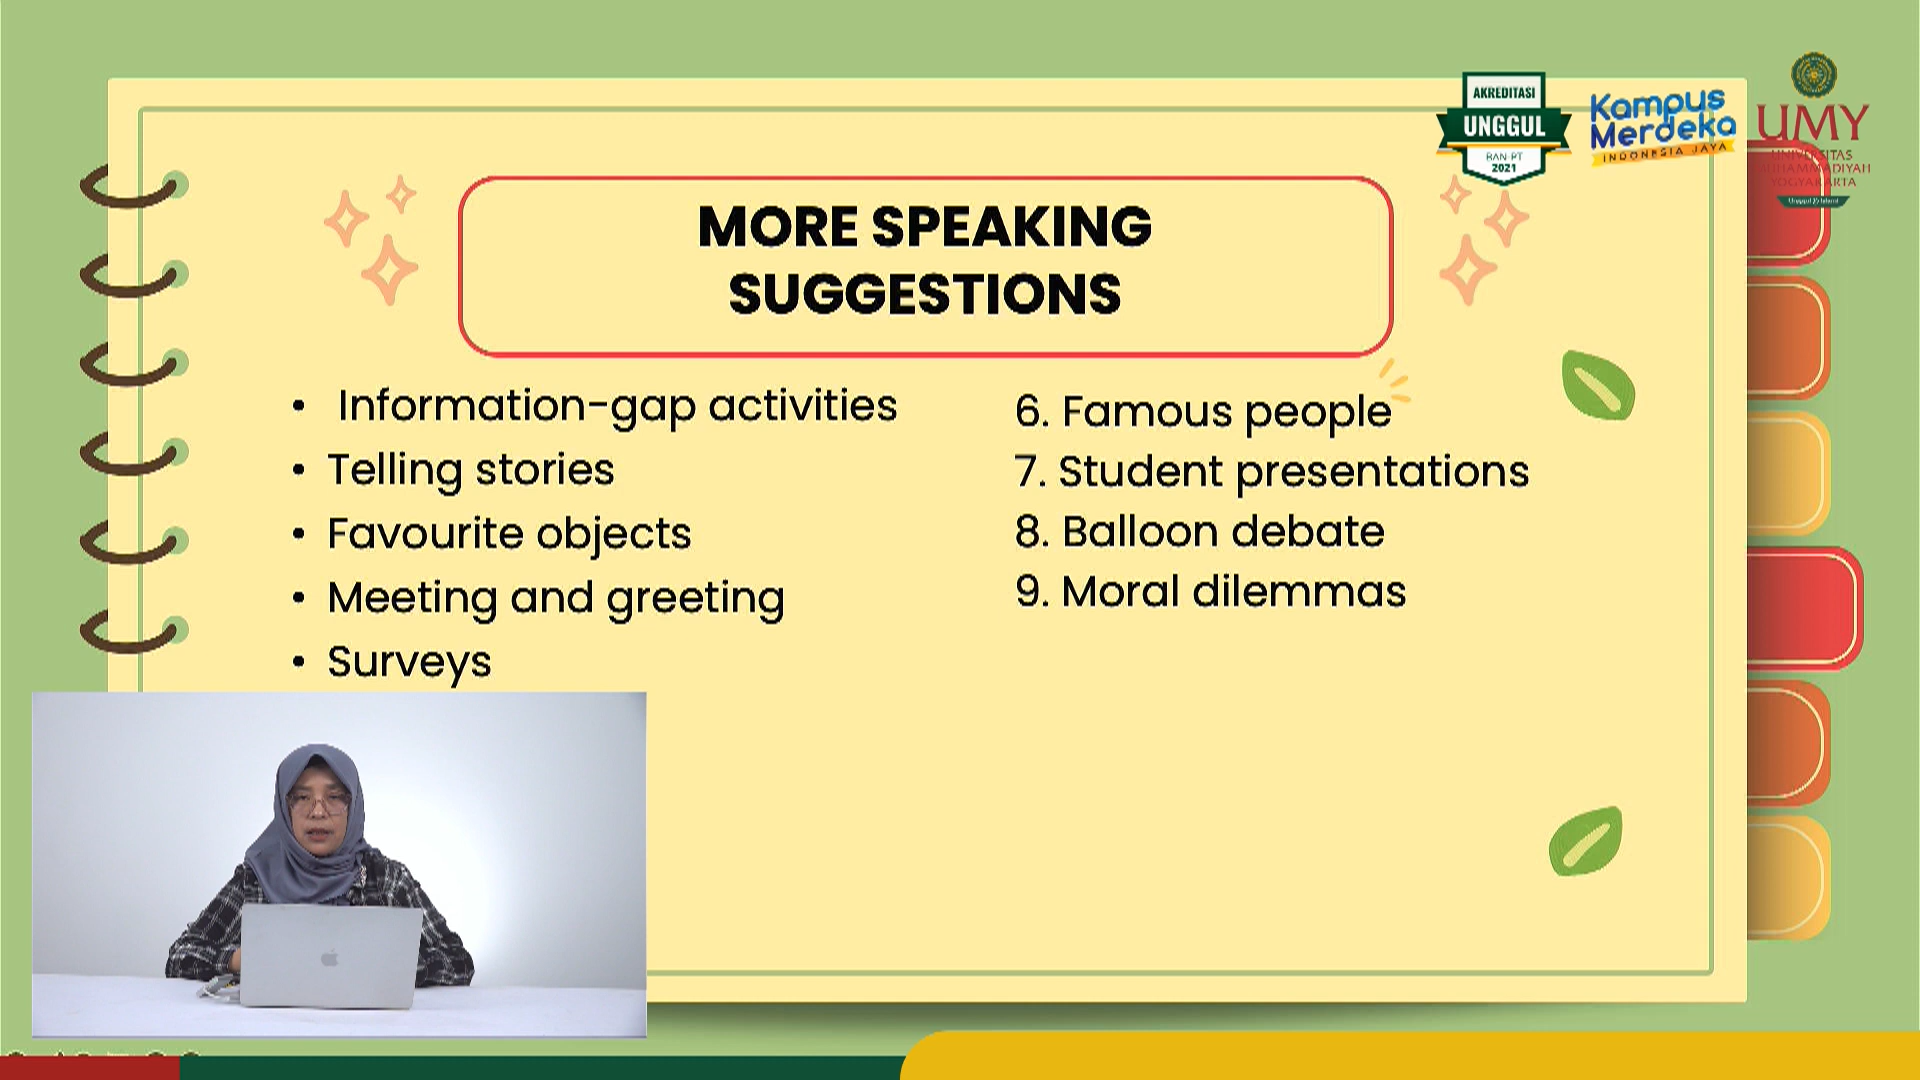 AKREDITASI
UNGGUL
BAN-PT
2021
Kampus
Merdeka
INDONESIA JAYA
UMY
UNIVERSITAS
MUHAMMADIYAH
YOGYAKARTA
Unggul & Islami
MORE SPEAKING
SUGGESTIONS
• Information-gap activities
• Telling stories
• Favourite objects
• Meeting and greeting
• Surveys
6. Famous people
7. Student presentations
8. Balloon debate
9. Moral dilemmas